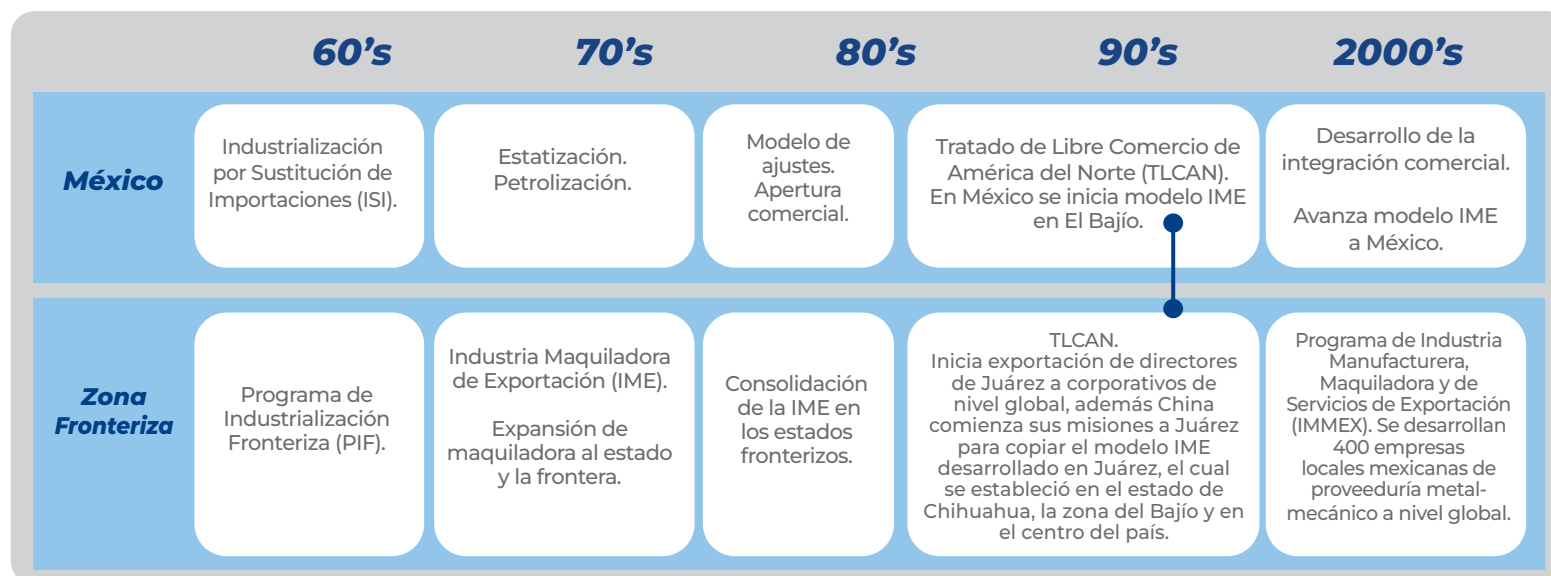 60's
70's
80's
90's
2000's
México
Industrialización
por Sustitución de
Importaciones (ISI).
Estatización.
Petrolización.
Modelo de
ajustes.
Apertura
comercial.
Tratado de Libre Comercio de
América del Norte (TLCAN).
En México se inicia modelo IME
en El Bajío.
Desarrollo de la
integración comercial.
Avanza modelo IME
a México.
Zona
Fronteriza
Programa de
Industrialización
Fronteriza (PIF).
Industria Maquiladora
de Exportación (IME).
Expansión de
maquiladora al estado
y la frontera.
Consolidación
de la IME en
los estados
fronterizos.
TLCAN.
Inicia exportación de directores
de Juárez a corporativos de
nivel global, además China
comienza sus misiones a Juárez
para copiar el modelo IME
desarrollado en Juárez, el cual
se estableció en el estado de
Chihuahua, la zona del Bajío y en
el centro del país.
Programa de Industria
Manufacturera,
Maquiladora y de
Servicios de Exportación
(IMMEX). Se desarrollan
400 empresas
locales mexicanas de
proveeduría metal-
mecánico a nivel global.